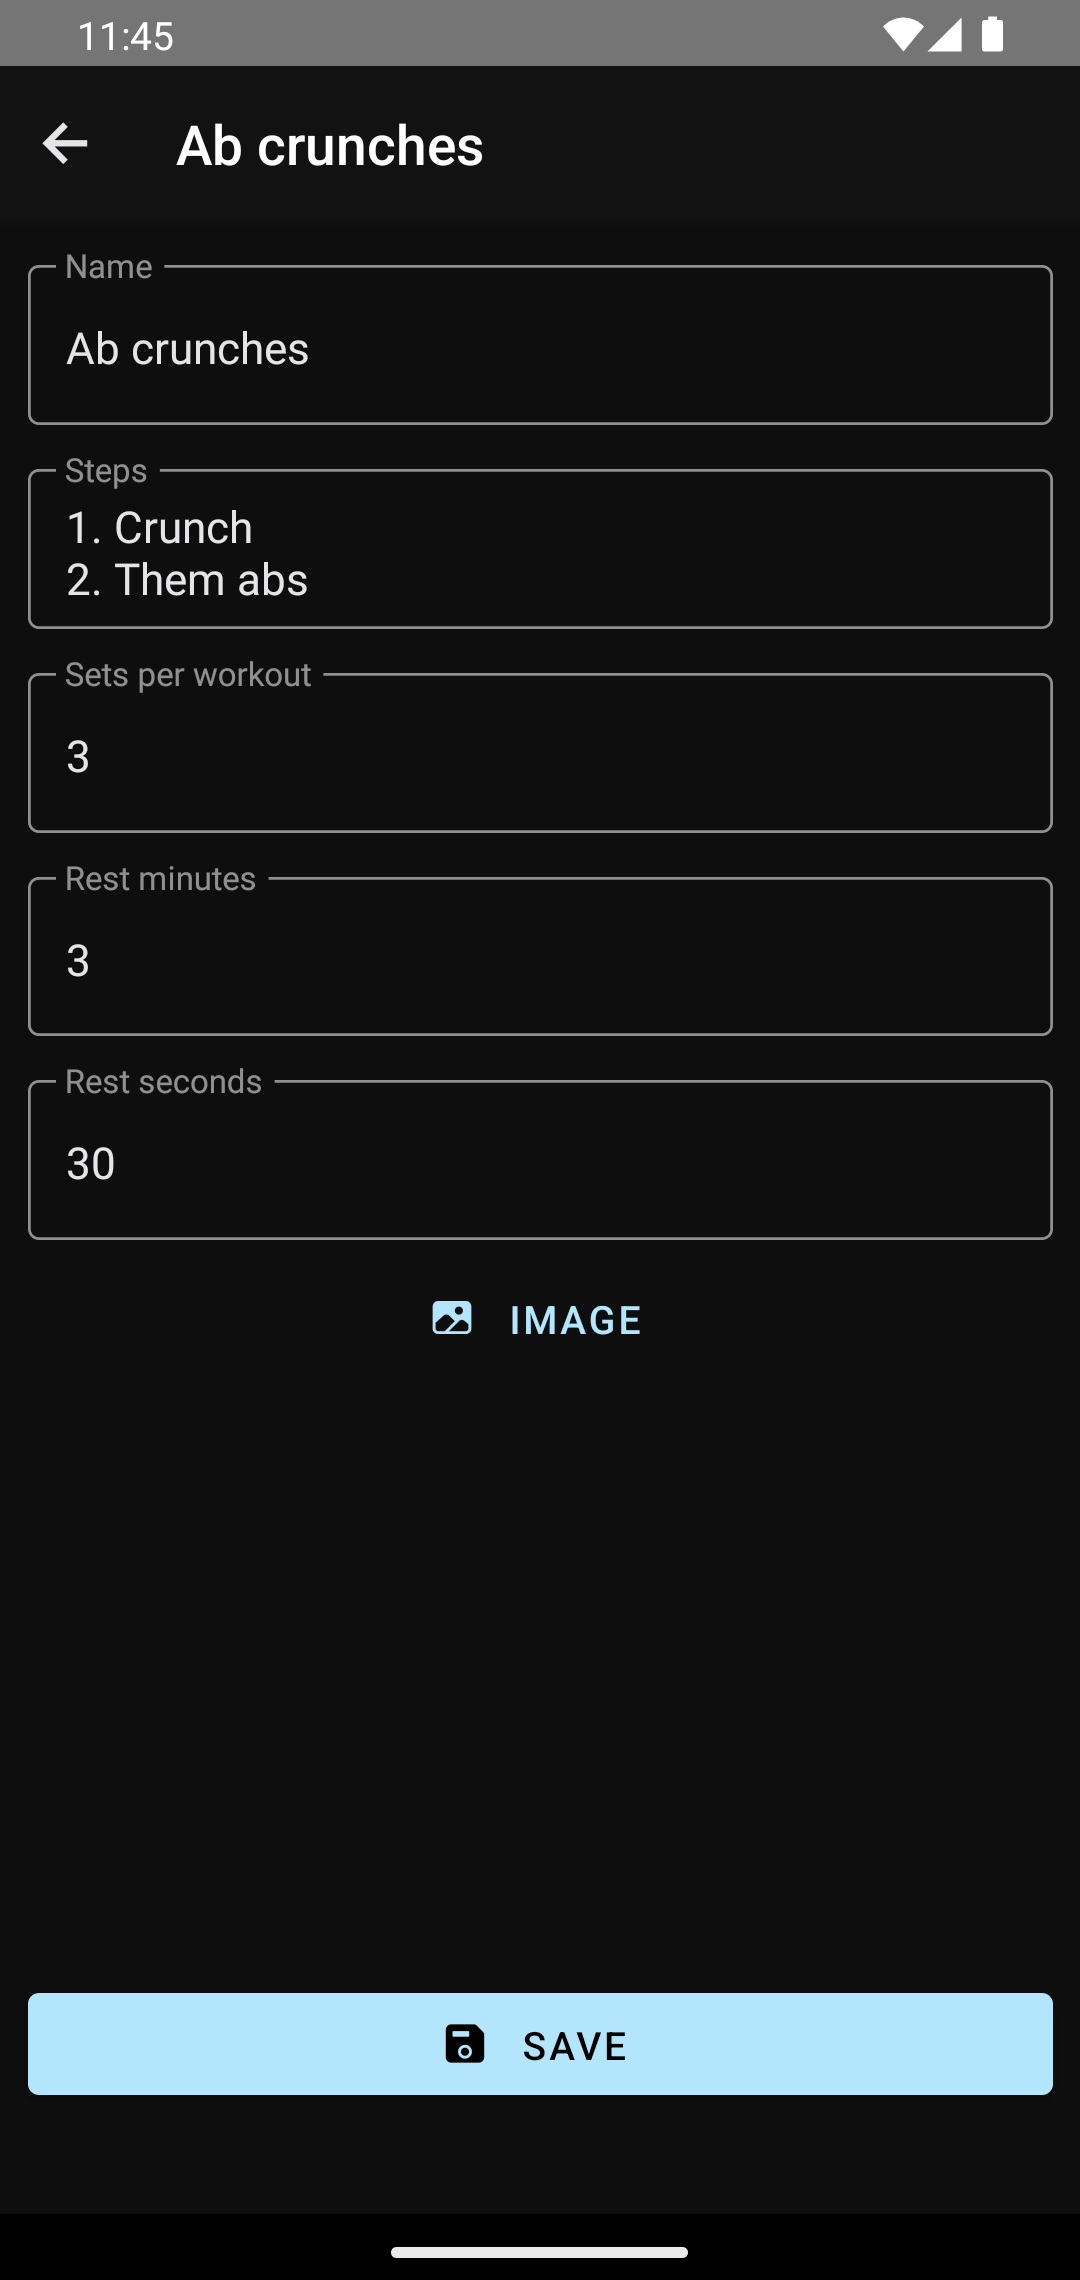 11:45
Ab crunches
Name
Ab crunches
Steps
1. Crunch
2. Them abs
Sets per workout
3
Rest minutes
3
Rest seconds
30
IMAGE
SAVE